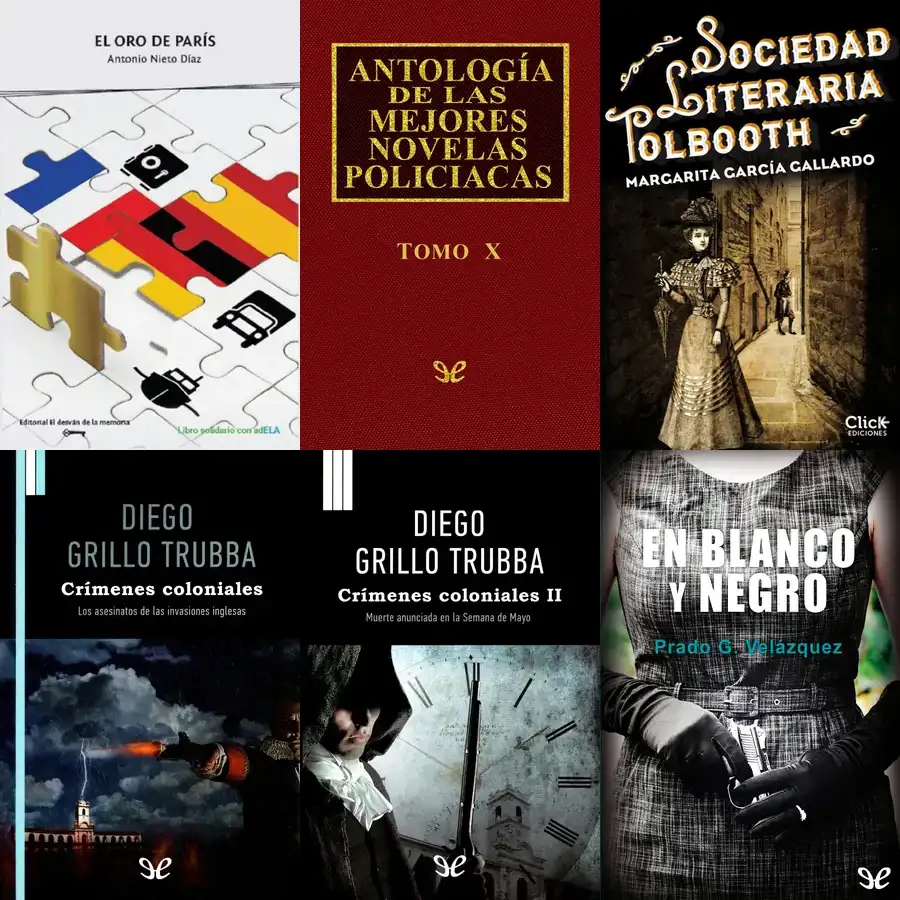 EL ORO DE PARÍS
Antonio Nieto Díaz
Editorial El desván de la memoria
Libro solidario con adELA
ANTOLOGÍA
DE LAS
MEJORES
NOVELAS
POLICIACAS
TOMO X
SOCIEDAD
LITERARIA
TOLBOOTH
MARGARITA GARCÍA GALLARDO
Click
EDICIONES
DIEGO
GRILLO TRUBBA
Crímenes coloniales
Los asesinatos de las invasiones inglesas
DIEGO
GRILLO TRUBBA
Crímenes coloniales II
Muerte anunciada en la Semana de Mayo
EN BLANCO
Y NEGRO
Prado G. Velázquez